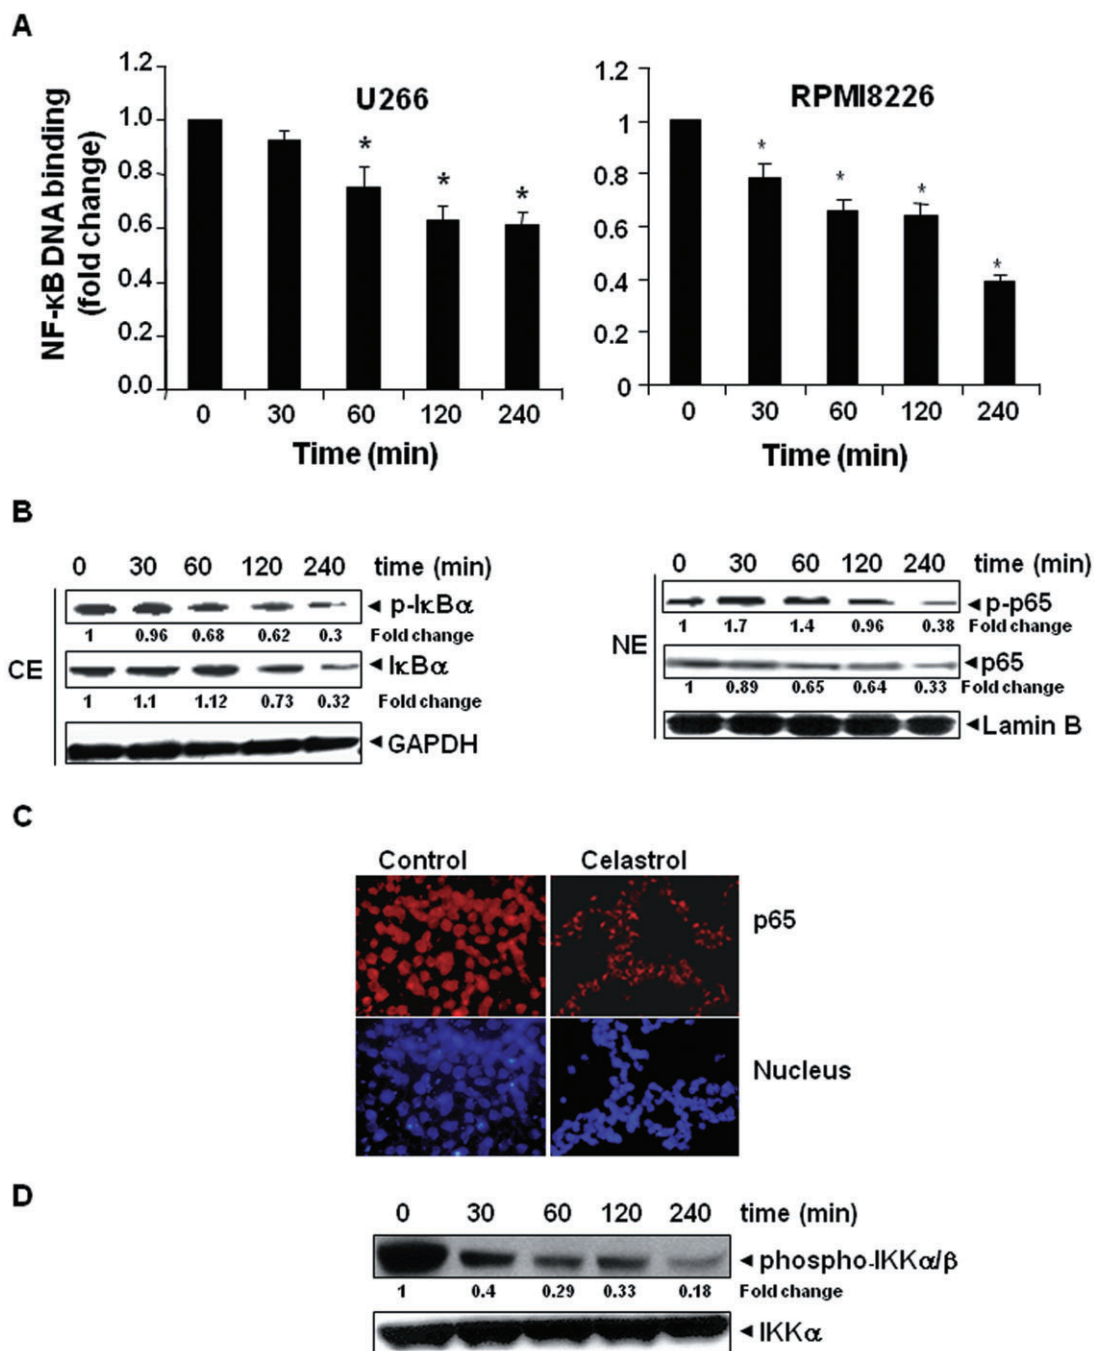 A
U266
NF-κB DNA binding
(fold change)
1.2
1.0
0.8
0.6
0.4
0.2
0.0
* * *
0 30 60 120 240
Time (min)
RPMI8226
1.2
1
0.8
0.6
0.4
0.2
0
* * * *
0 30 60 120 240
Time (min)
B
0 30 60 120 240 time (min)
p-IκBα
1 0.96 0.68 0.62 0.3 Fold change
CE
IκBα
1 1.1 1.12 0.73 0.32 Fold change
GAPDH
0 30 60 120 240 time (min)
p-p65
1 1.7 1.4 0.96 0.38 Fold change
NE
p65
1 0.89 0.65 0.64 0.33 Fold change
Lamin B
C
Control Celastrol
p65
Nucleus
D
0 30 60 120 240 time (min)
phospho-IKKα/β
1 0.4 0.29 0.33 0.18 Fold change
IKKα